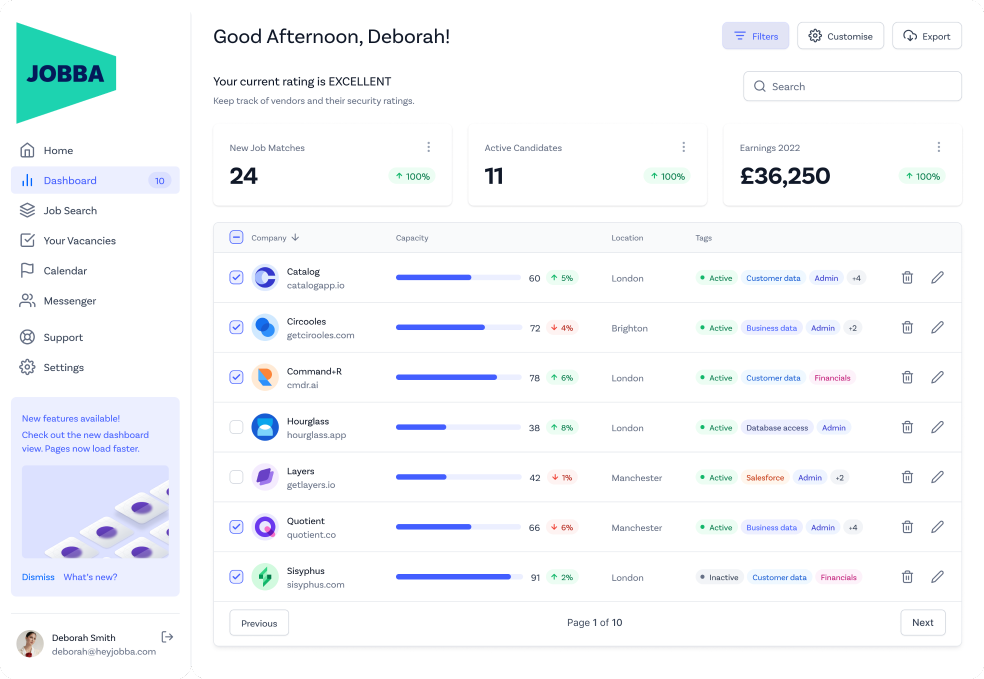 JOBBA
Home
Dashboard 10
Job Search
Your Vacancies
Calendar
Messenger
Support
Settings
New features available!
Check out the new dashboard
view. Pages now load faster.
Dismiss What's new?
Deborah Smith
deborah@heyjobba.com
Good Afternoon, Deborah!
Filters Customise Export
Your current rating is EXCELLENT
Keep track of vendors and their security ratings.
Search
New Job Matches
24 100%
Active Candidates
11 100%
Earnings 2022
£36,250 100%
Company Capacity Location Tags
Catalog
catalogapp.io
60 5% London Active Customer data Admin +4
Circooles
getcirooles.com
72 4% Brighton Active Business data Admin +2
Command+R
cmdr.ai
78 6% London Active Customer data Financials
Hourglass
hourglass.app
38 8% London Active Database access Admin
Layers
getlayers.io
42 1% Manchester Active Salesforce Admin +2
Quotient
quotient.co
66 6% Manchester Active Business data Admin +4
Sisyphus
sisyphus.com
91 2% London Inactive Customer data Financials
Previous Page 1 of 10 Next